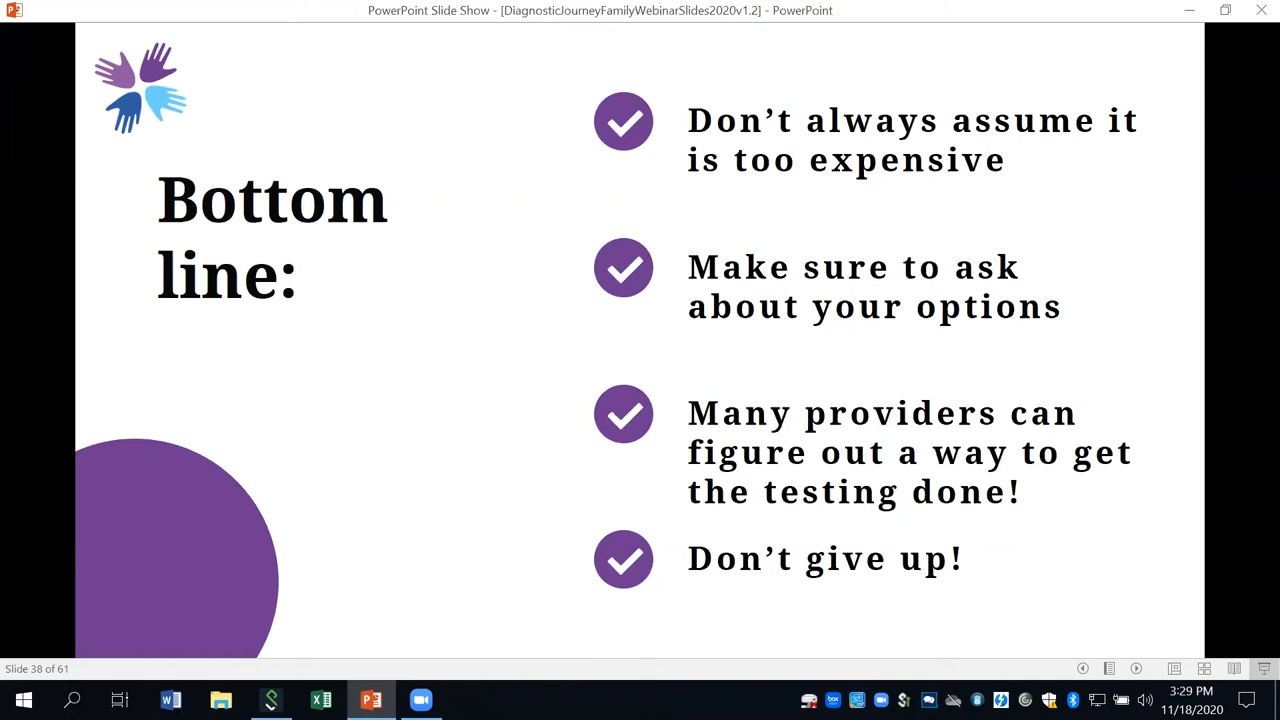 PowerPoint Slide Show - [DiagnosticJourneyFamilyWebinarSlides2020v1.2] - PowerPoint
Bottom
line:
Don’t always assume it
is too expensive
Make sure to ask
about your options
Many providers can
figure out a way to get
the testing done!
Don’t give up!
Slide 38 of 61
3:29 PM
11/18/2020